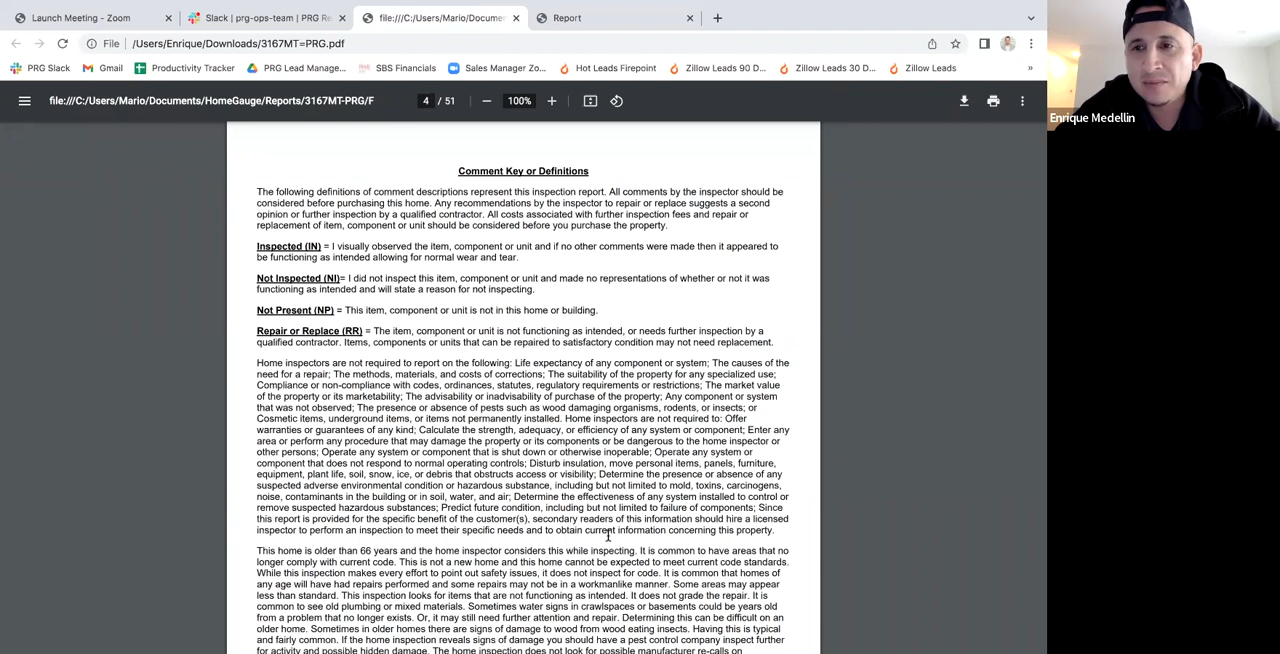 Launch Meeting - Zoom
Slack | prg-ops-team | PRG Re
file:///C:/Users/Mario/Documen
Report
File
/Users/Enrique/Downloads/3167MT=PRG.pdf
PRG Slack
Gmail
Productivity Tracker
PRG Lead Manage...
SBS Financials
Sales Manager Zo...
Hot Leads Firepoint
Zillow Leads 90 D...
Zillow Leads 30 D...
Zillow Leads
»
file:///C:/Users/Mario/Documents/HomeGauge/Reports/3167MT-PRG/F
4 / 51
100%
Enrique Medellin
Comment Key or Definitions
The following definitions of comment descriptions represent this inspection report. All comments by the inspector should be
considered before purchasing this home. Any recommendations by the inspector to repair or replace suggests a second
opinion or further inspection by a qualified contractor. All costs associated with further inspection fees and repair or
replacement of item, component or unit should be considered before you purchase the property.
Inspected (IN) = I visually observed the item, component or unit and if no other comments were made then it appeared to
be functioning as intended allowing for normal wear and tear.
Not Inspected (NI)= I did not inspect this item, component or unit and made no representations of whether or not it was
functioning as intended and will state a reason for not inspecting.
Not Present (NP) = This item, component or unit is not in this home or building.
Repair or Replace (RR) = The item, component or unit is not functioning as intended, or needs further inspection by a
qualified contractor. Items, components or units that can be repaired to satisfactory condition may not need replacement.
Home inspectors are not required to report on the following: Life expectancy of any component or system; The causes of the
need for a repair; The methods, materials, and costs of corrections; The suitability of the property for any specialized use;
Compliance or non-compliance with codes, ordinances, statutes, regulatory requirements or restrictions; The market value
of the property or its marketability; The advisability or inadvisability of purchase of the property; Any component or system
that was not observed; The presence or absence of pests such as wood damaging organisms, rodents, or insects; or
Cosmetic items, underground items, or items not permanently installed. Home inspectors are not required to: Offer
warranties or guarantees of any kind; Calculate the strength, adequacy, or efficiency of any system or component; Enter any
area or perform any procedure that may damage the property or its components or be dangerous to the home inspector or
other persons; Operate any system or component that is shut down or otherwise inoperable; Operate any system or
component that does not respond to normal operating controls; Disturb insulation, move personal items, panels, furniture,
equipment, plant life, soil, snow, ice, or debris that obstructs access or visibility; Determine the presence or absence of any
suspected adverse environmental condition or hazardous substance, including but not limited to mold, toxins, carcinogens,
noise, contaminants in the building or in soil, water, and air; Determine the effectiveness of any system installed to control or
remove suspected hazardous substances; Predict future condition, including but not limited to failure of components; Since
this report is provided for the specific benefit of the customer(s), secondary readers of this information should hire a licensed
inspector to perform an inspection to meet their specific needs and to obtain current information concerning this property.
This home is older than 66 years and the home inspector considers this while inspecting. It is common to have areas that no
longer comply with current code. This is not a new home and this home cannot be expected to meet current code standards.
While this inspection makes every effort to point out safety issues, it does not inspect for code. It is common that homes of
any age will have had repairs performed and some repairs may not be in a workmanlike manner. Some areas may appear
less than standard. This inspection looks for items that are not functioning as intended. It does not grade the repair. It is
common to see old plumbing or mixed materials. Sometimes water signs in crawlspaces or basements could be years old
from a problem that no longer exists. Or, it may still need further attention and repair. Determining this can be difficult on an
older home. Sometimes in older homes there are signs of damage to wood from wood eating insects. Having this is typical
and fairly common. If the home inspection reveals signs of damage you should have a pest control company inspect further
for activity and possible hidden damage. The home inspection does not look for possible manufacturer re-calls on